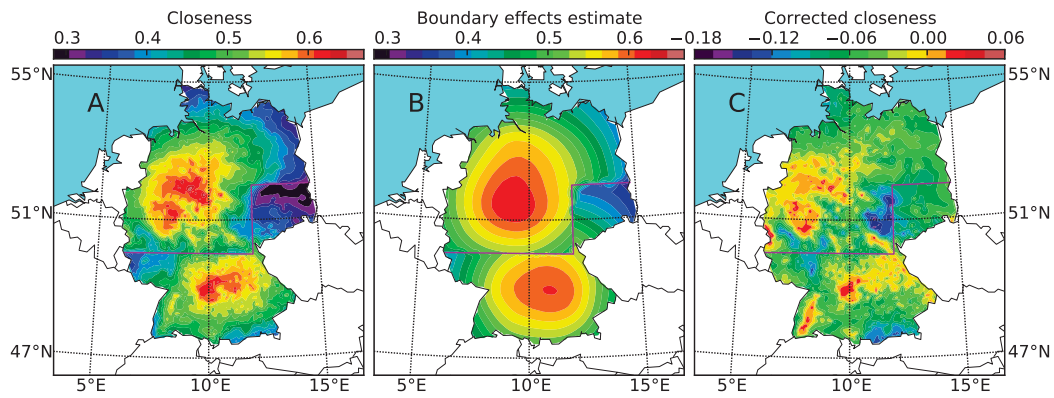 Closeness
Boundary effects estimate
Corrected closeness
0.3 0.4 0.5 0.6
0.3 0.4 0.5 0.6
−0.18 −0.12 −0.06 0.00 0.06
55°N
55°N
A
B
C
51°N
51°N
47°N
47°N
5°E 10°E 15°E
5°E 10°E 15°E
5°E 10°E 15°E